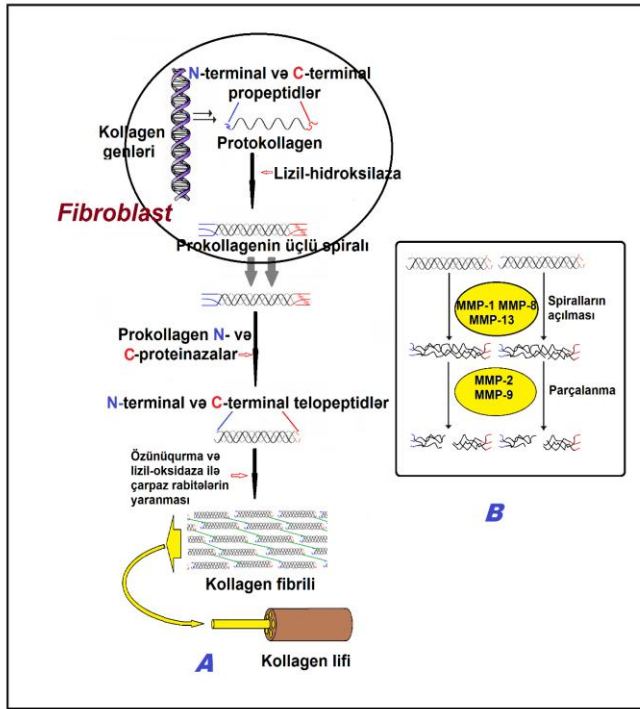 N-terminal və C-terminal
propeptidlər
Kollagen
genləri
Protokollagen
Lizil-hidroksilaza
Fibroblast
Prokollagenin üçlü spiralı
Prokollagen N- və
C-proteinazalar
N-terminal və C-terminal telopeptidlər
Özünüqurma və
lizil-oksidaza ilə
çarpaz rabitələrin
yaranması
Kollagen fibrili
Kollagen lifi
A
MMP-1 MMP-8
MMP-13
Spiralların
açılması
MMP-2
MMP-9
Parçalanma
B